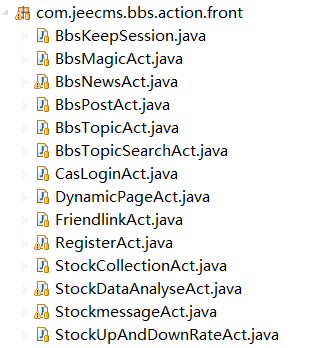 com.jeecms.bbs.action.front
BbsKeepSession.java
BbsMagicAct.java
BbsNewsAct.java
BbsPostAct.java
BbsTopicAct.java
BbsTopicSearchAct.java
CasLoginAct.java
DynamicPageAct.java
FriendlinkAct.java
RegisterAct.java
StockCollectionAct.java
StockDataAnalyseAct.java
StockmessageAct.java
StockUpAndDownRateAct.java